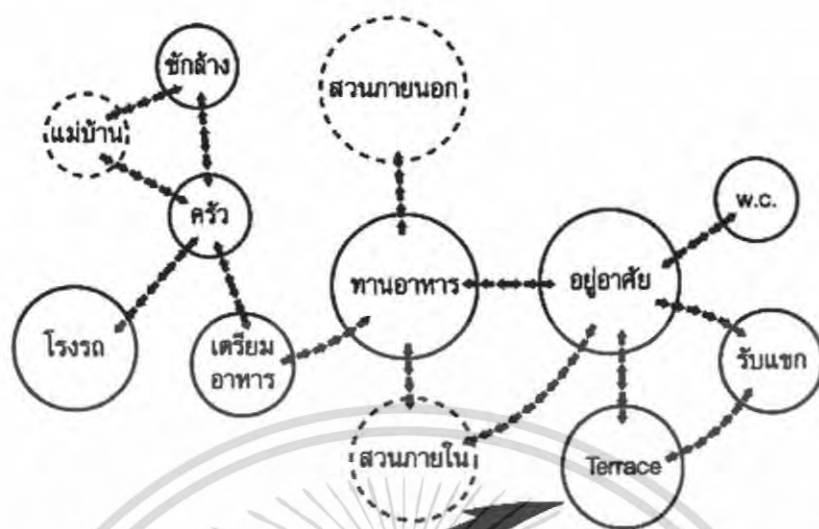 ซักล้าง
สวนภายนอก
แม่บ้าน
ครัว
w.c.
ทานอาหาร
อยู่อาศัย
โรงรถ
เตรียม
อาหาร
รับแขก
สวนภายใน
Terrace